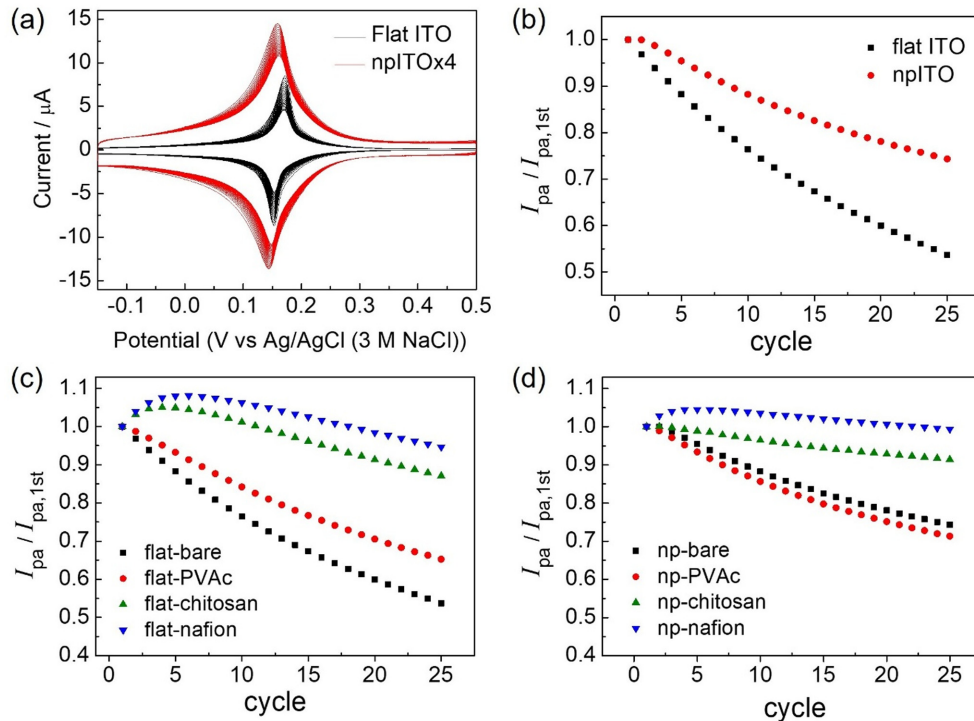 (a)
Flat ITO
npITOx4
Current / μA
15
10
5
0
-5
-10
-15
-0.1 0.0 0.1 0.2 0.3 0.4 0.5
Potential (V vs Ag/AgCl (3 M NaCl))
(b)
flat ITO
npITO
I_pa / I_pa,1st
1.0
0.9
0.8
0.7
0.6
0.5
0 5 10 15 20 25
cycle
(c)
I_pa / I_pa,1st
1.1
1.0
0.9
0.8
0.7
0.6
0.5
0.4
flat-bare
flat-PVAc
flat-chitosan
flat-nafion
0 5 10 15 20 25
cycle
(d)
I_pa / I_pa,1st
1.1
1.0
0.9
0.8
0.7
0.6
0.5
0.4
np-bare
np-PVAc
np-chitosan
np-nafion
0 5 10 15 20 25
cycle